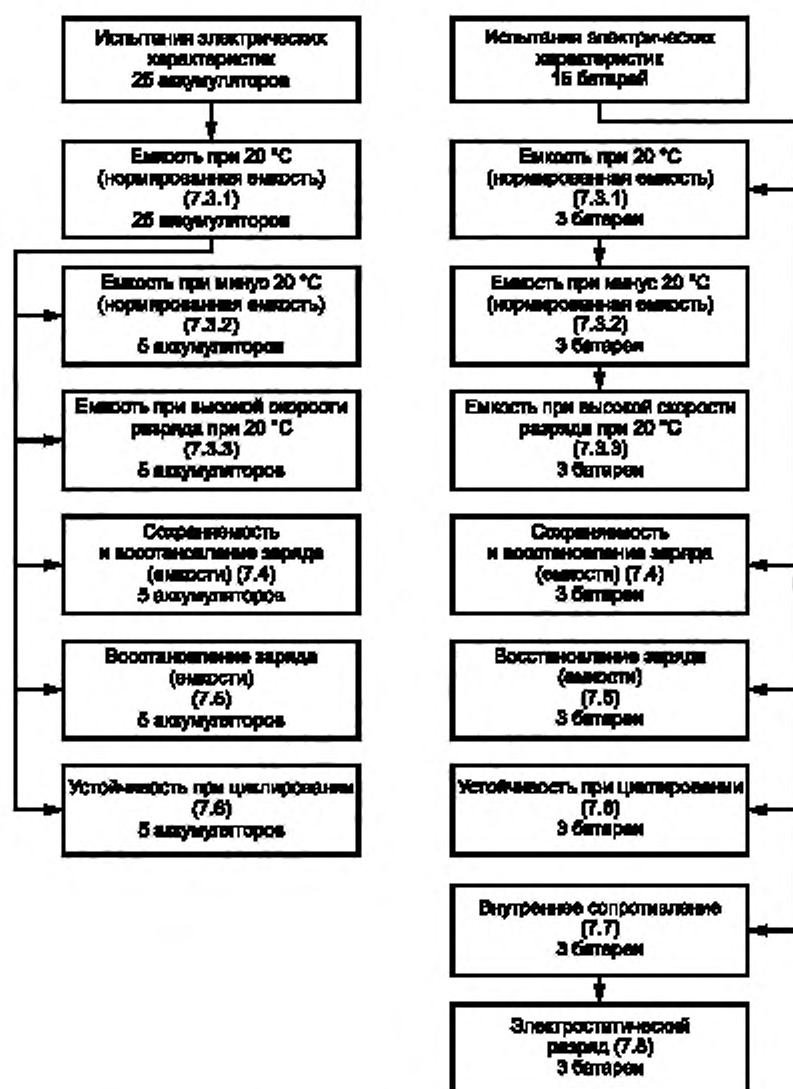 Испытания электрических
характеристик
25 аккумуляторов
Емкость при 20 °С
(нормированная емкость)
(7.3.1)
25 аккумуляторов
Емкость при минус 20 °С
(нормированная емкость)
(7.3.2)
5 аккумуляторов
Емкость при высокой скорости
разряда при 20 °С
(7.3.3)
5 аккумуляторов
Сохраняемость
и восстановление заряда
(емкости) (7.4)
5 аккумуляторов
Восстановление заряда
(емкости)
(7.5)
5 аккумуляторов
Устойчивость при циклировании
(7.6)
5 аккумуляторов
Испытания электрических
характеристик
15 батарей
Емкость при 20 °С
(нормированная емкость)
(7.3.1)
3 батареи
Емкость при минус 20 °С
(нормированная емкость)
(7.3.2)
3 батареи
Емкость при высокой скорости
разряда при 20 °С
(7.3.3)
3 батареи
Сохраняемость
и восстановление заряда
(емкости) (7.4)
3 батареи
Восстановление заряда
(емкости)
(7.5)
3 батареи
Устойчивость при циклировании
(7.6)
3 батареи
Внутреннее сопротивление
(7.7)
3 батареи
Электростатический
разряд (7.8)
3 батареи